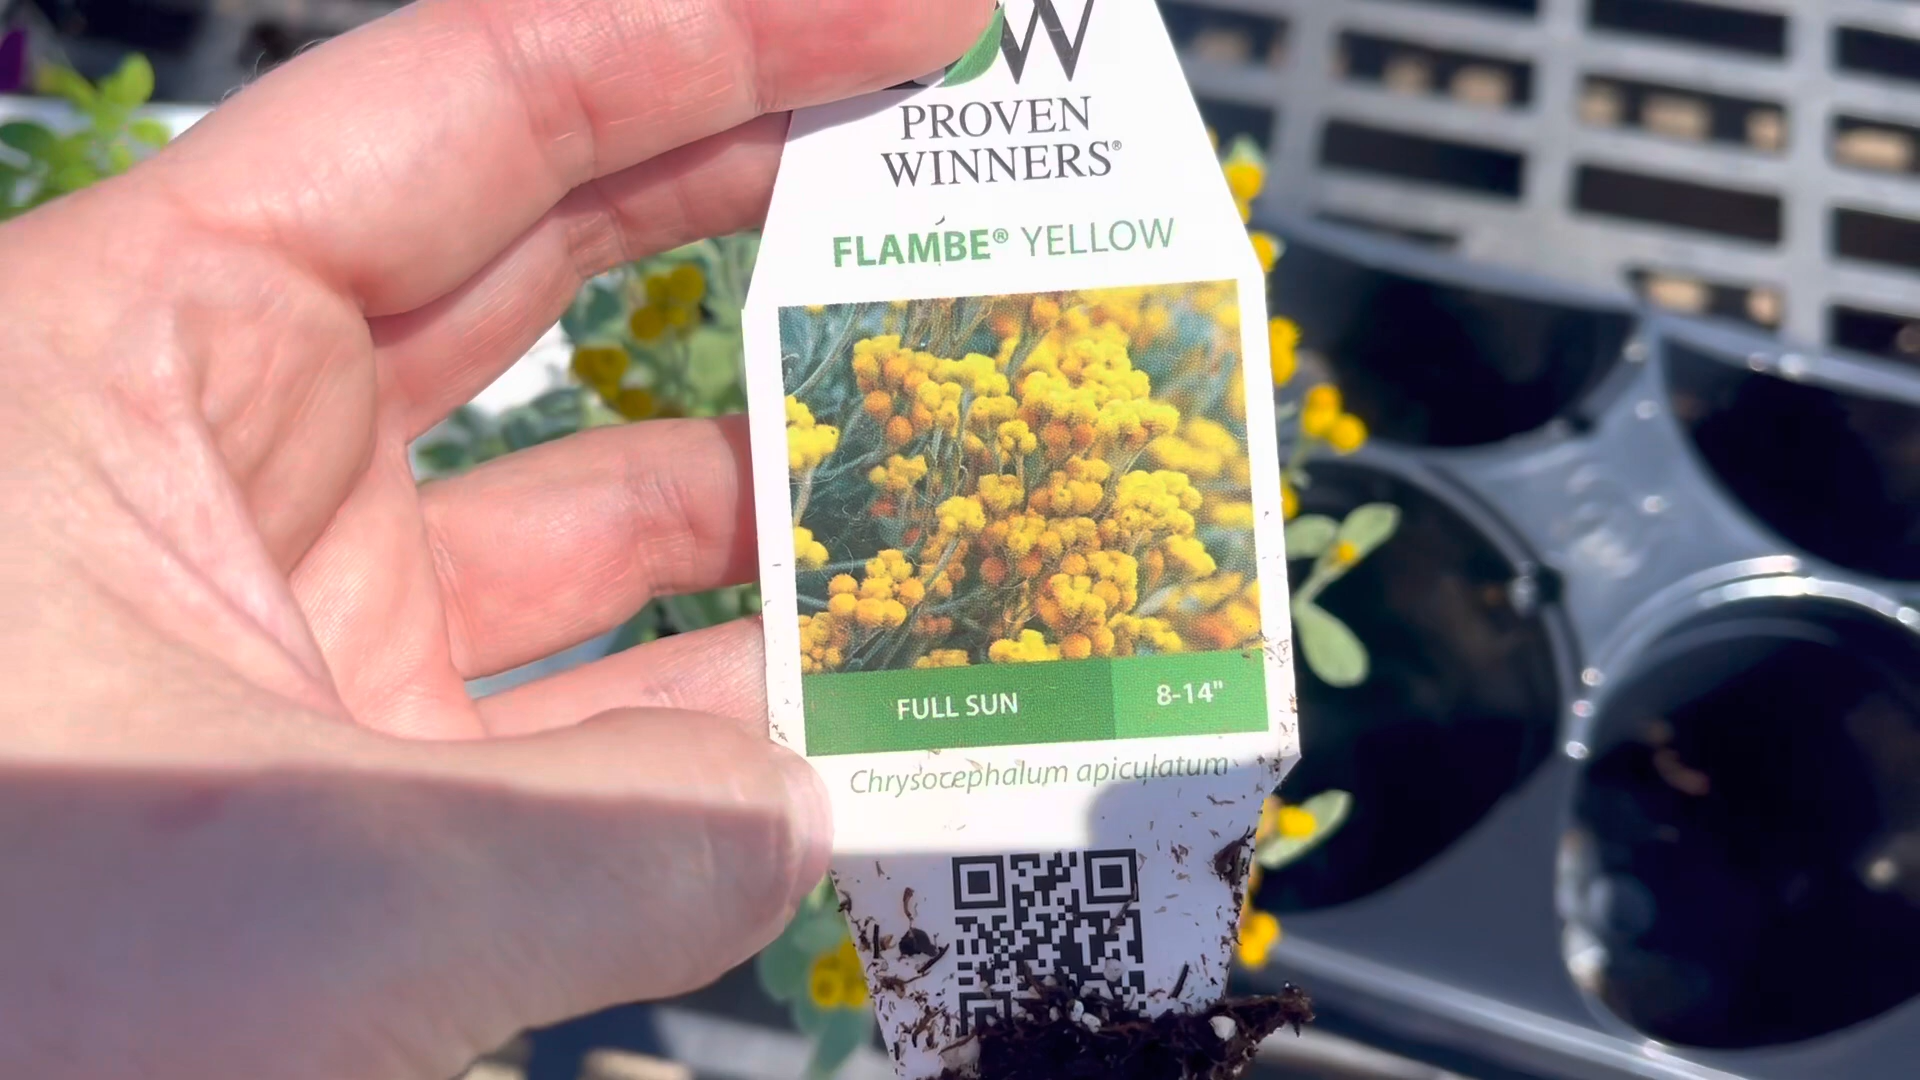 W
PROVEN
WINNERS®
FLAMBE® YELLOW
FULL SUN 8-14"
Chrysocephalum apiculatum